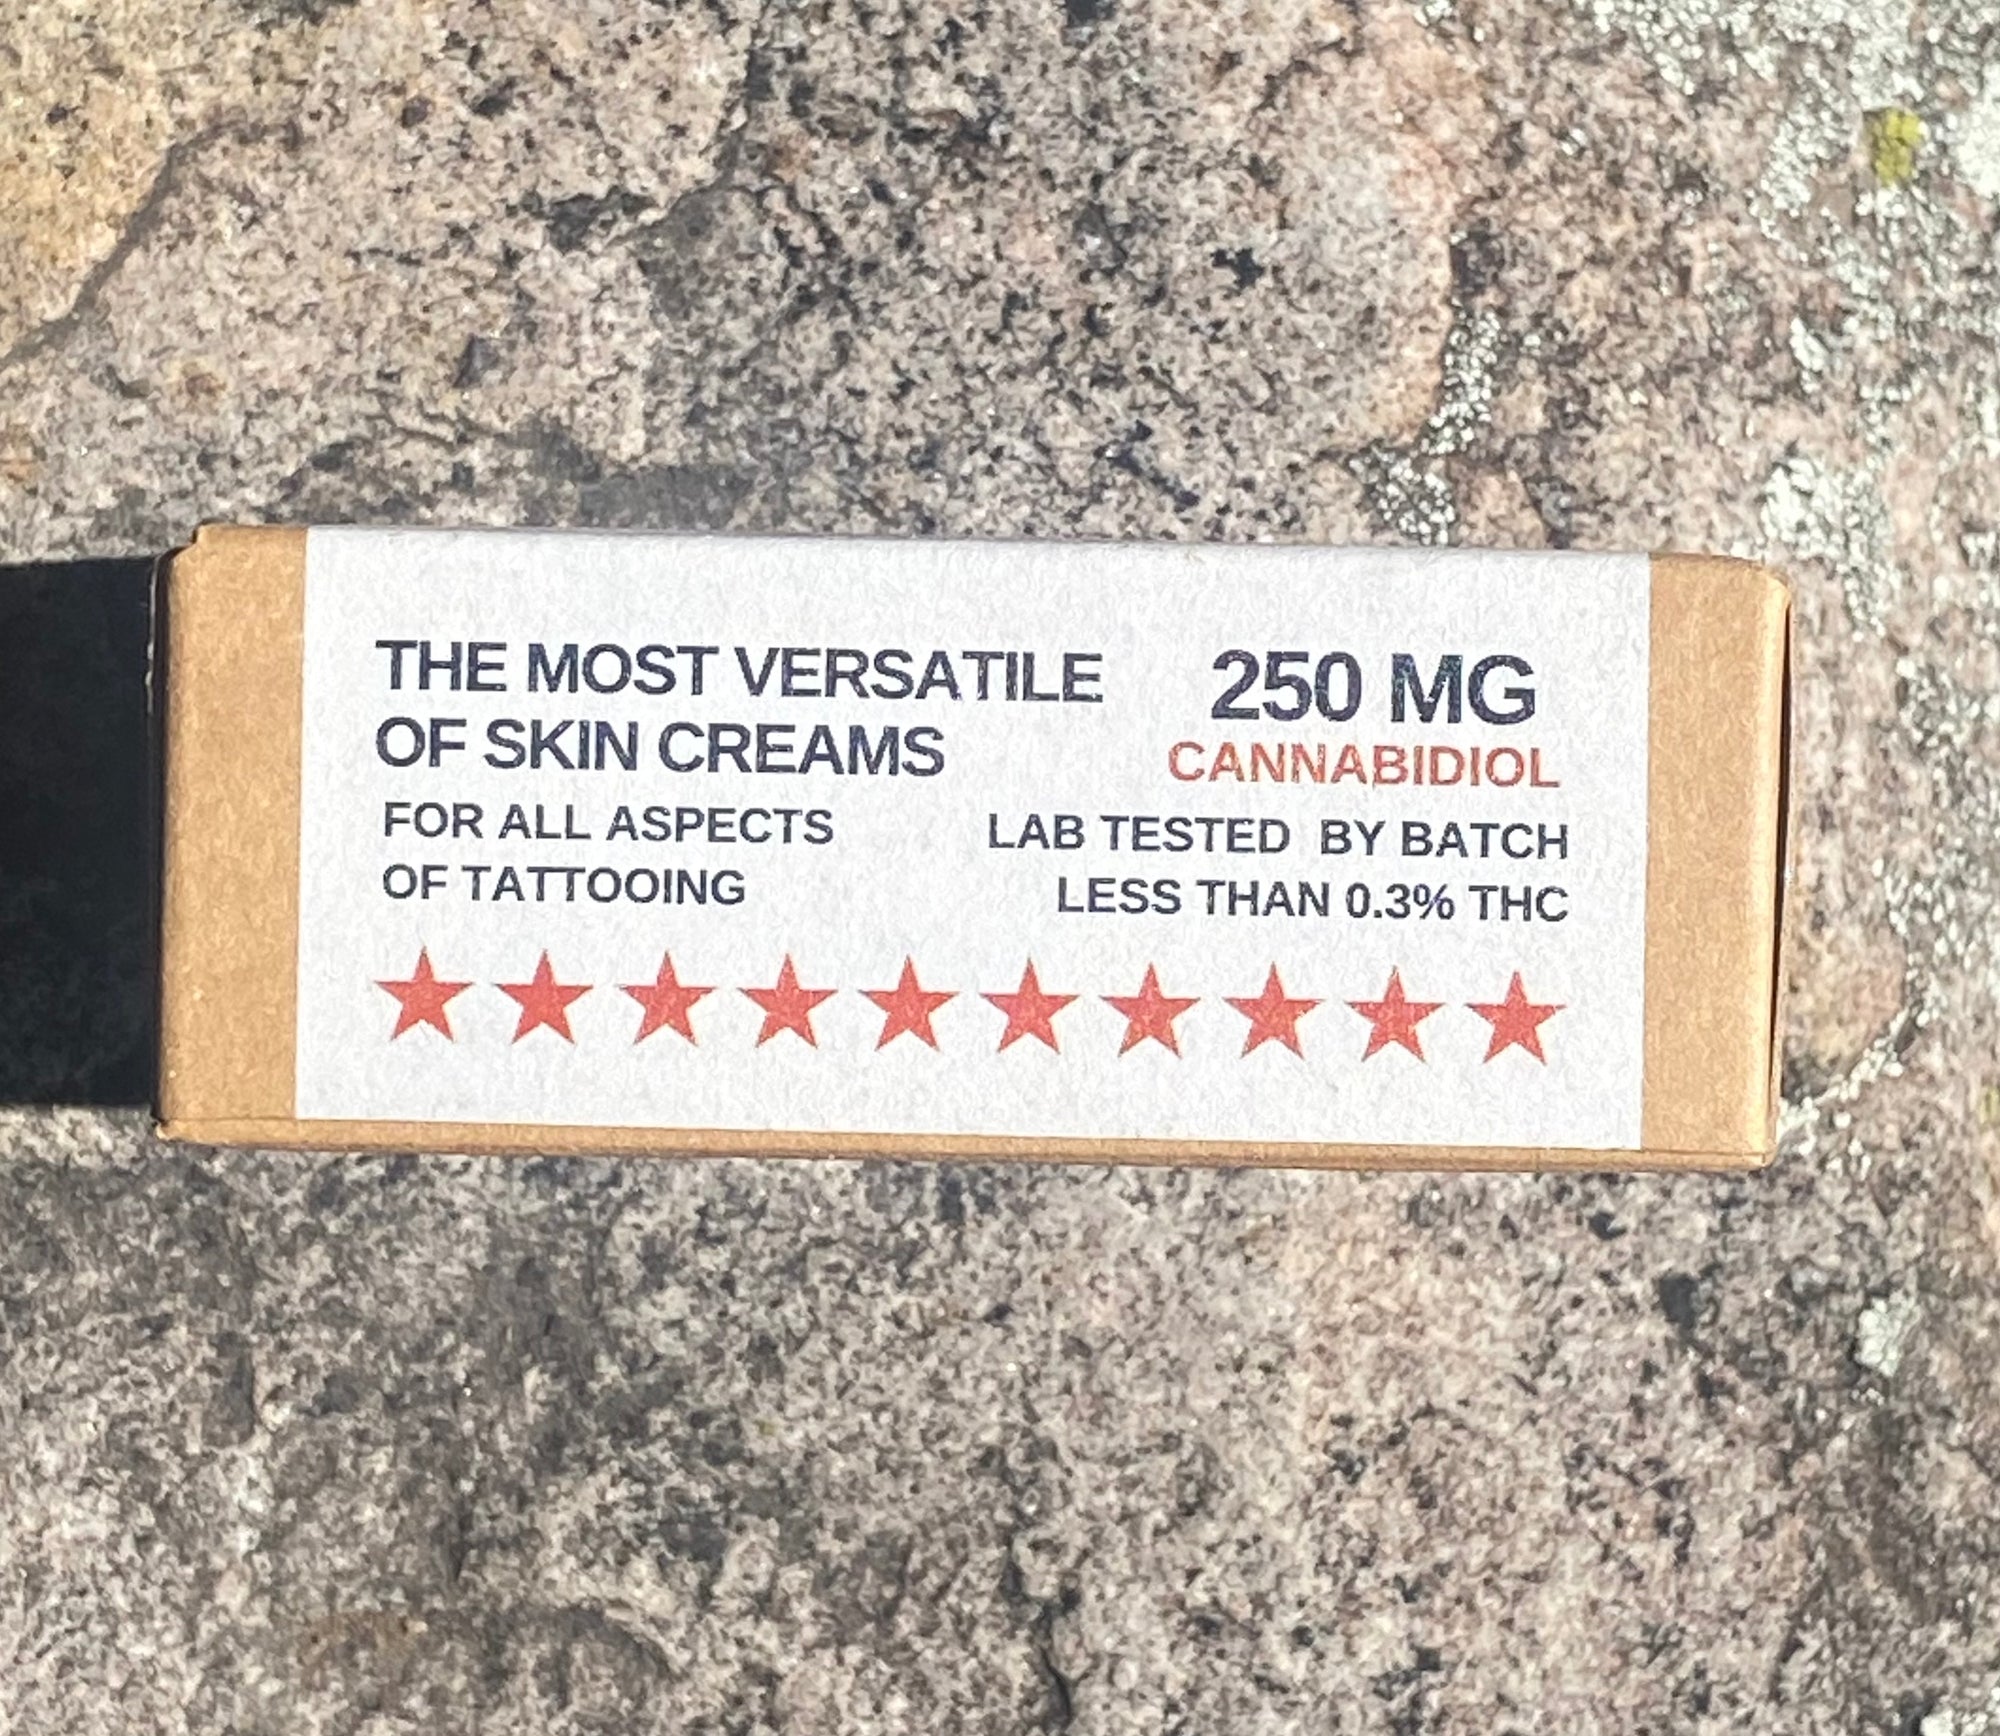 THE MOST VERSATILE
OF SKIN CREAMS
FOR ALL ASPECTS
OF TATTOOING
250 MG
CANNABIDIOL
LAB TESTED BY BATCH
LESS THAN 0.3% THC